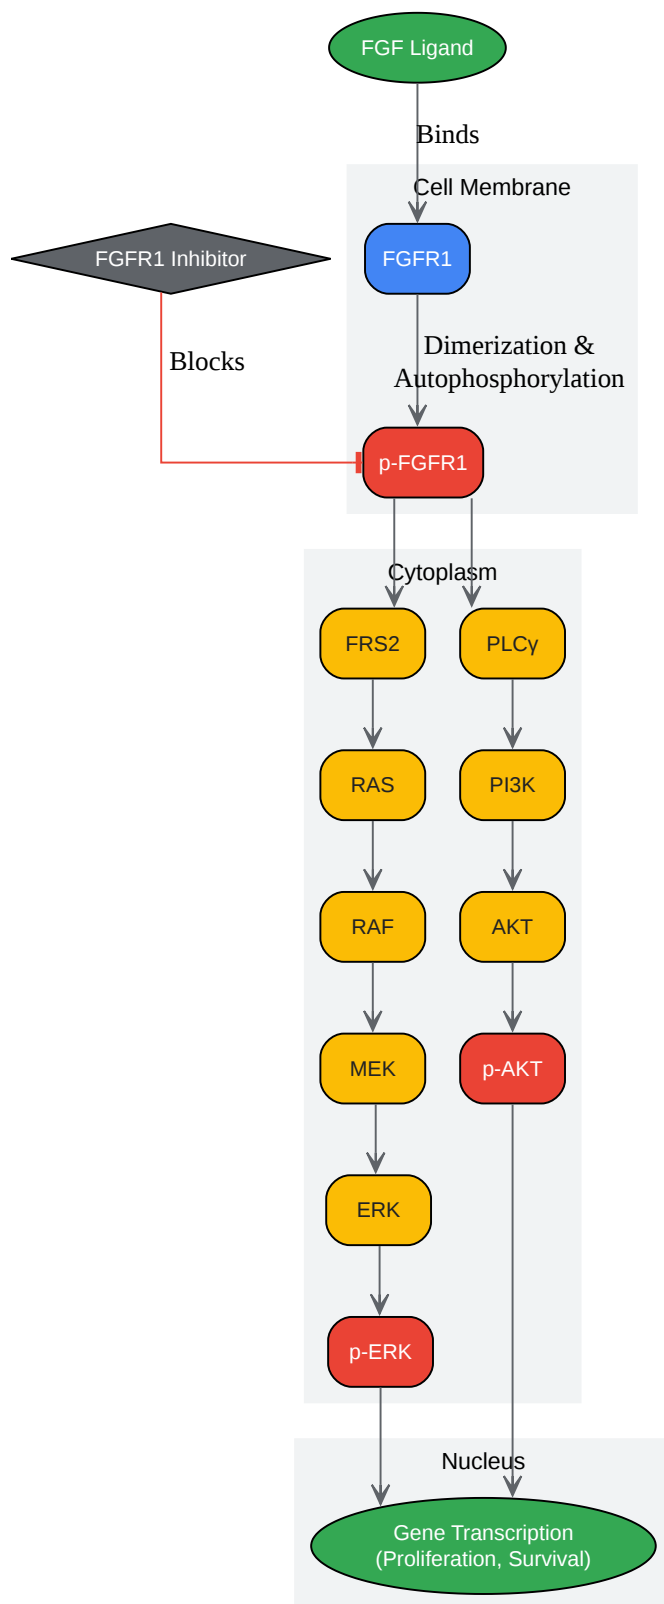 FGF Ligand
Binds
Cell Membrane
FGFR1 Inhibitor
FGFR1
Blocks
Dimerization &
Autophosphorylation
p-FGFR1
Cytoplasm
FRS2
PLCγ
RAS
PI3K
RAF
AKT
MEK
p-AKT
ERK
p-ERK
Nucleus
Gene Transcription
(Proliferation, Survival)